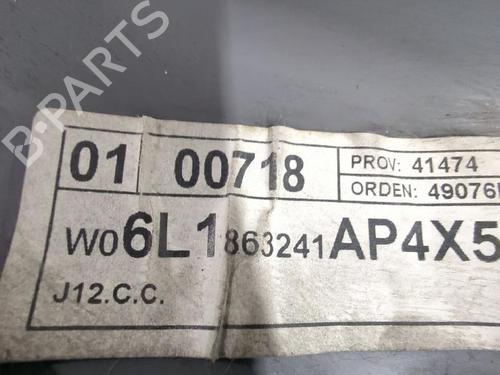 B-PARTS
01 00718 PROV: 41474
ORDEN: 49076
W06L1863241AP4X5
J12.C.C.